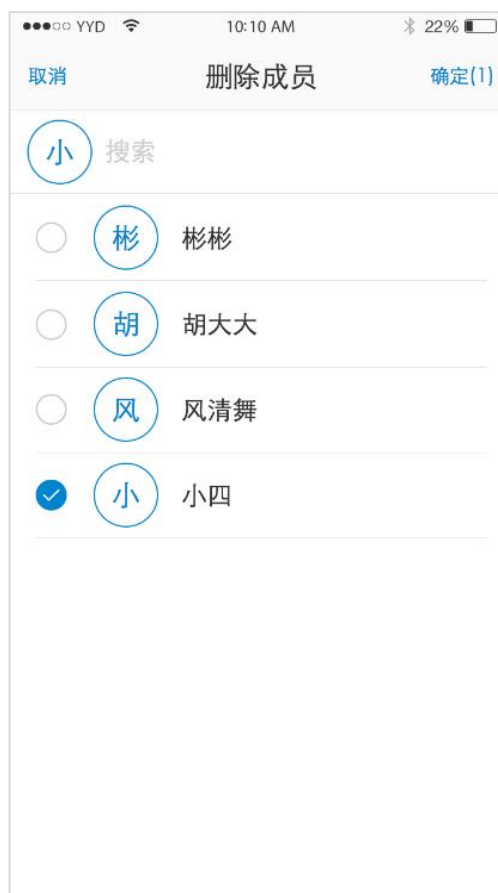 YYD 10:10 AM 22%
取消 删除成员 确定(1)
小 搜索
彬 彬彬
胡 胡大大
风 风清舞
小 小四